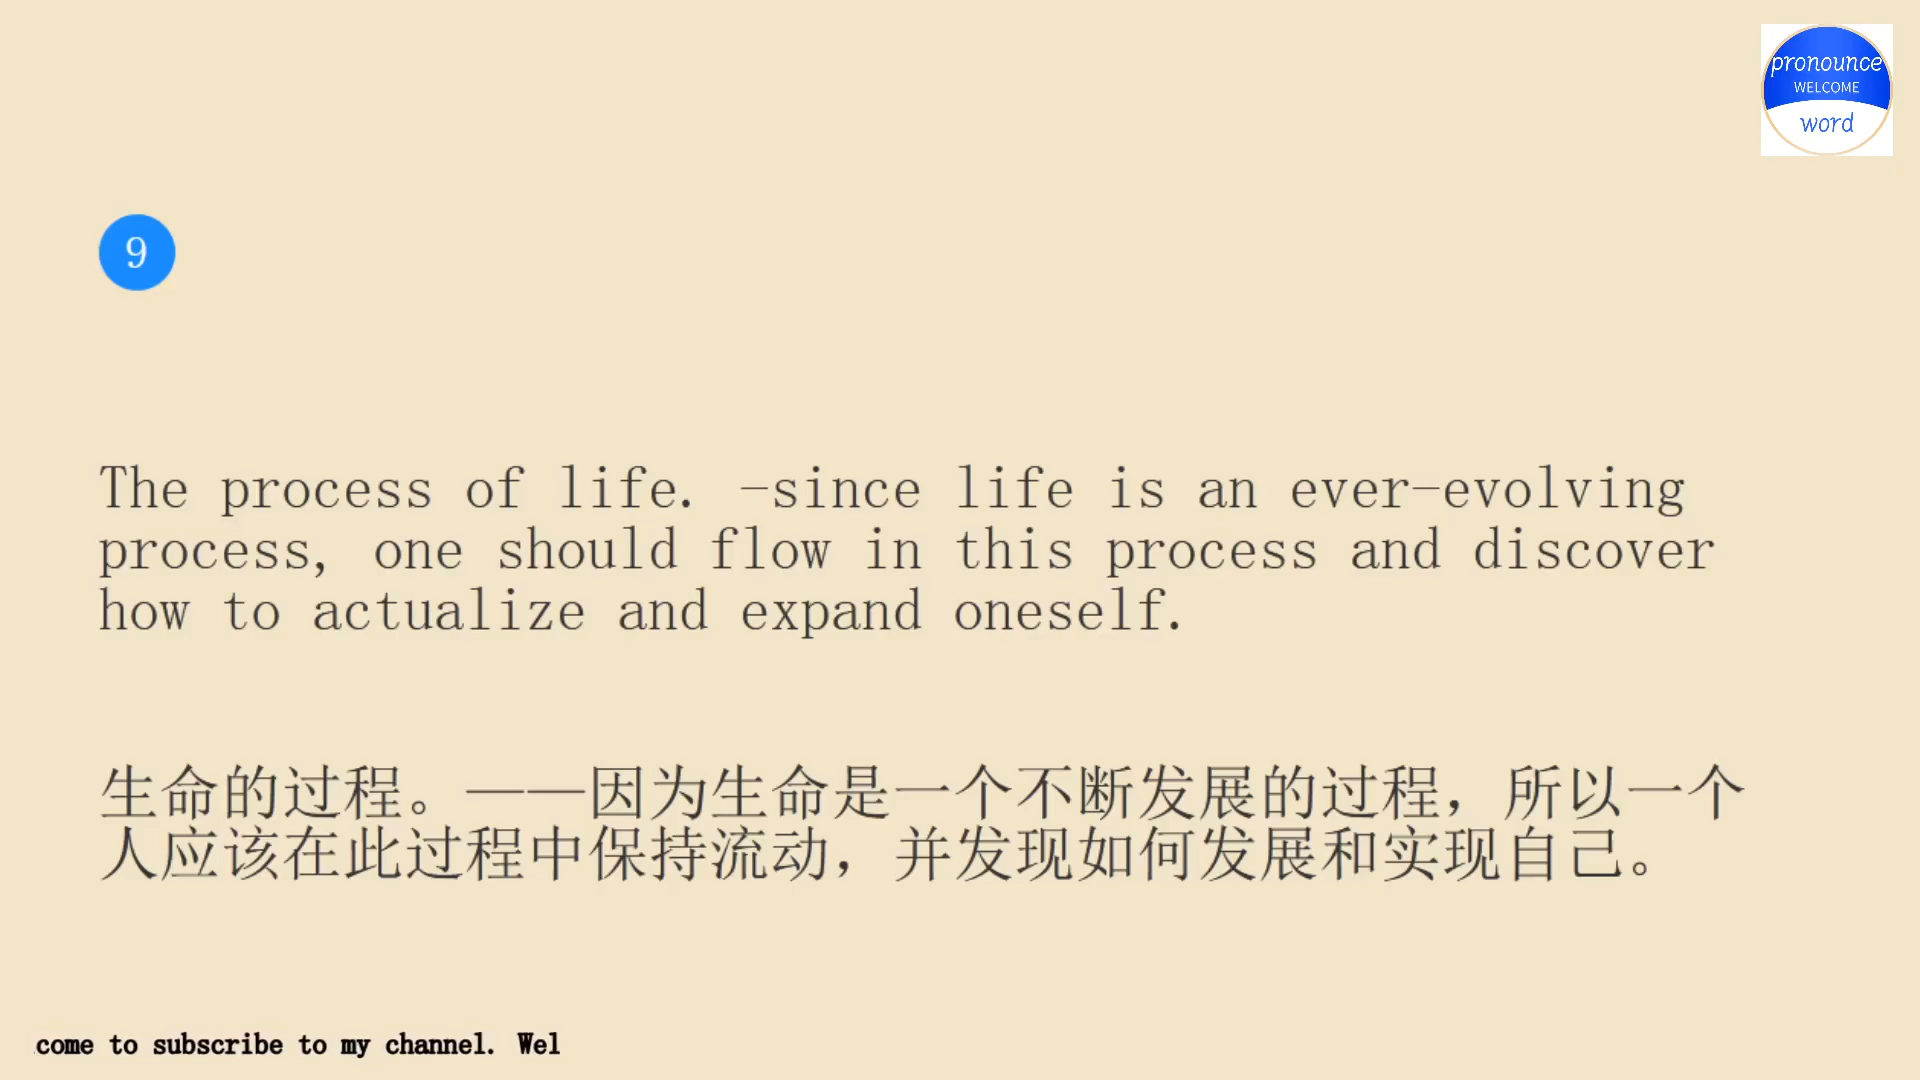 pronounce
WELCOME
word
9
The process of life. -since life is an ever-evolving
process, one should flow in this process and discover
how to actualize and expand oneself.
生命的过程。——因为生命是一个不断发展的过程，所以一个
人应该在此过程中保持流动，并发现如何发展和实现自己。
come to subscribe to my channel. Wel